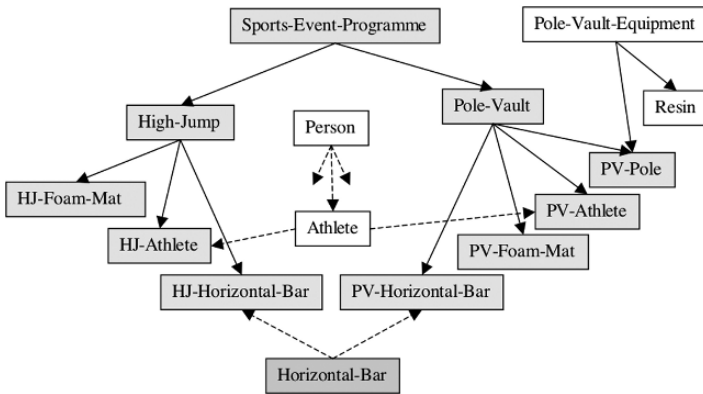 Sports-Event-Programme
Pole-Vault-Equipment
High-Jump
Person
Pole-Vault
Resin
HJ-Foam-Mat
PV-Pole
HJ-Athlete
Athlete
PV-Athlete
PV-Foam-Mat
HJ-Horizontal-Bar
PV-Horizontal-Bar
Horizontal-Bar